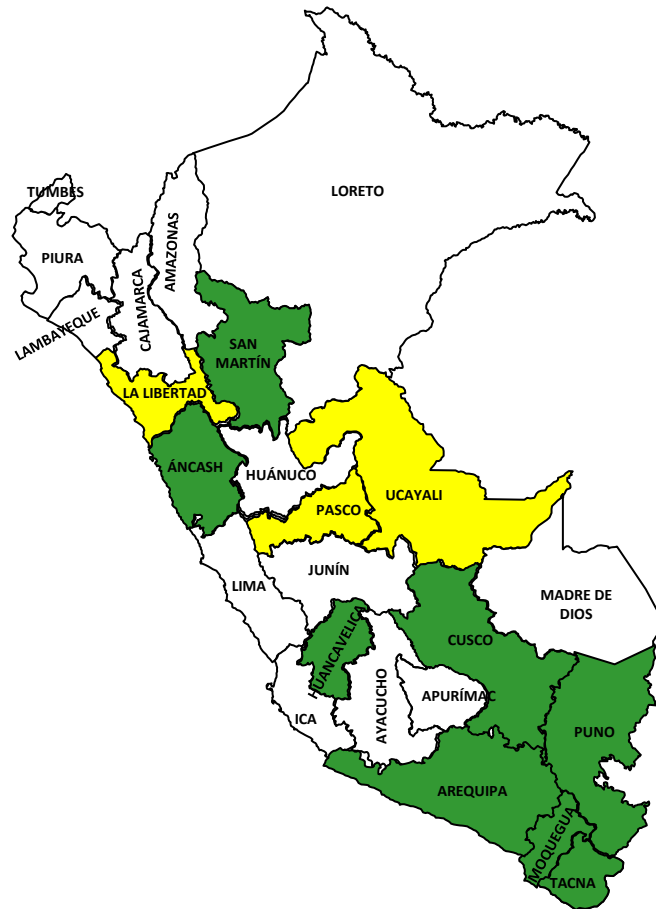 LORETO
TUMBES
AMAZONAS
PIURA
CAJAMARCA
LAMBAYEQUE
SAN
MARTÍN
LA LIBERTAD
ÁNCASH
HUÁNUCO
UCAYALI
PASCO
JUNÍN
LIMA
MADRE DE
DIOS
HUANCAVELICA
CUSCO
AYACUCHO
APURÍMAC
ICA
PUNO
AREQUIPA
MOQUEGUA
TACNA